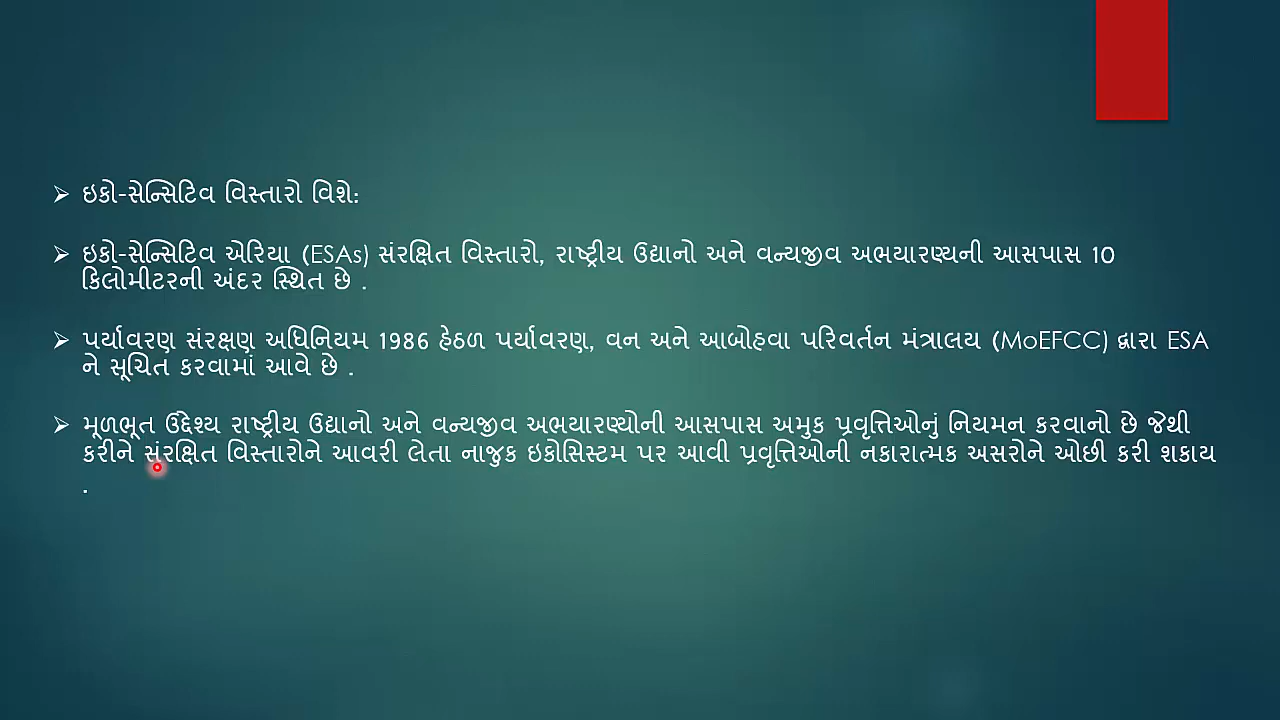 ➢ ઇકો-સેન્સિટિવ વિસ્તારો વિશે:
➢ ઇકો-સેન્સિટિવ એરિયા (ESAs) સંરક્ષિત વિસ્તારો, રાષ્ટ્રીય ઉદ્યાનો અને વન્યજીવ અભયારણ્યની આસપાસ 10
કિલોમીટરની અંદર સ્થિત છે .
➢ પર્યાવરણ સંરક્ષણ અધિનિયમ 1986 હેઠળ પર્યાવરણ, વન અને આબોહવા પરિવર્તન મંત્રાલય (MoEFCC) દ્વારા ESA
ને સૂચિત કરવામાં આવે છે .
➢ મૂળભૂત ઉદ્દેશ્ય રાષ્ટ્રીય ઉદ્યાનો અને વન્યજીવ અભયારણ્યોની આસપાસ અમુક પ્રવૃત્તિઓનું નિયમન કરવાનો છે જેથી
કરીને સંરક્ષિત વિસ્તારોને આવરી લેતા નાજુક ઇકોસિસ્ટમ પર આવી પ્રવૃત્તિઓની નકારાત્મક અસરોને ઓછી કરી શકાય
.